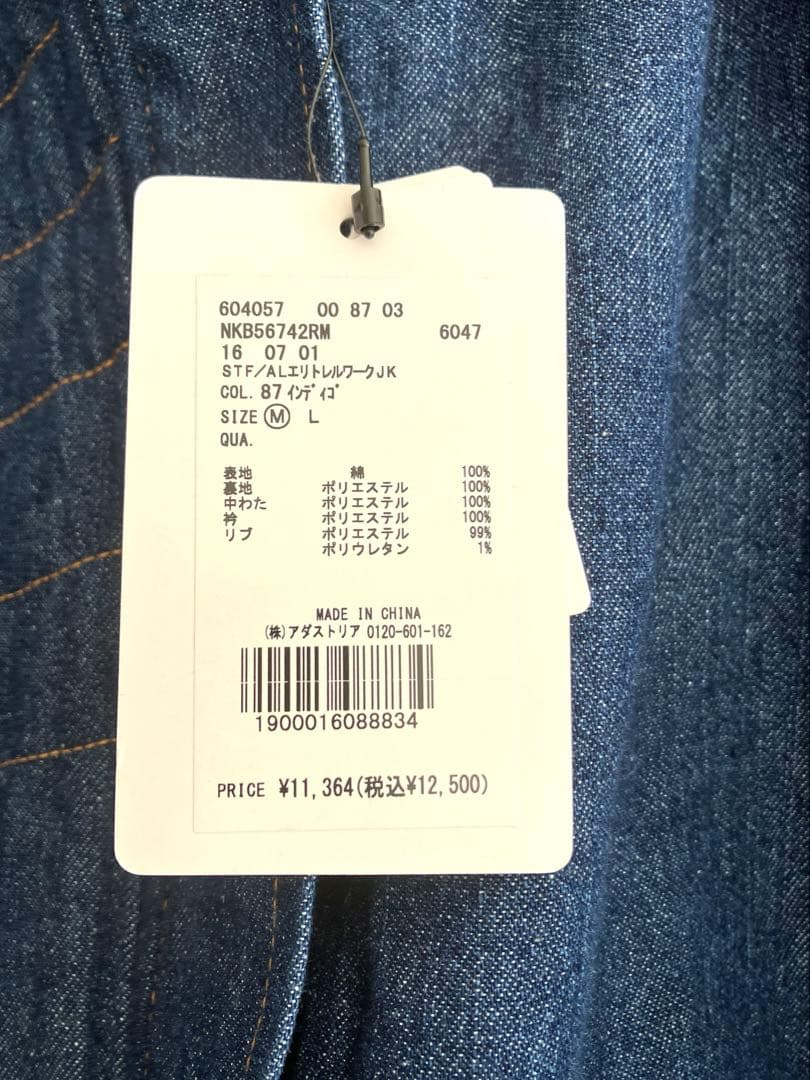 604057 00 87 03
NKB56742RM 6047
16 07 01
STF/ALエリトレルワークJK
COL. 87 インディゴ
SIZE M L
QUA.
表地 綿 100%
裏地 ポリエステル 100%
中わた ポリエステル 100%
衿 ポリエステル 100%
リブ ポリエステル 99%
ポリウレタン 1%
MADE IN CHINA
(株)アダストリア 0120-601-162
1900016088834
PRICE ¥11,364(税込¥12,500)